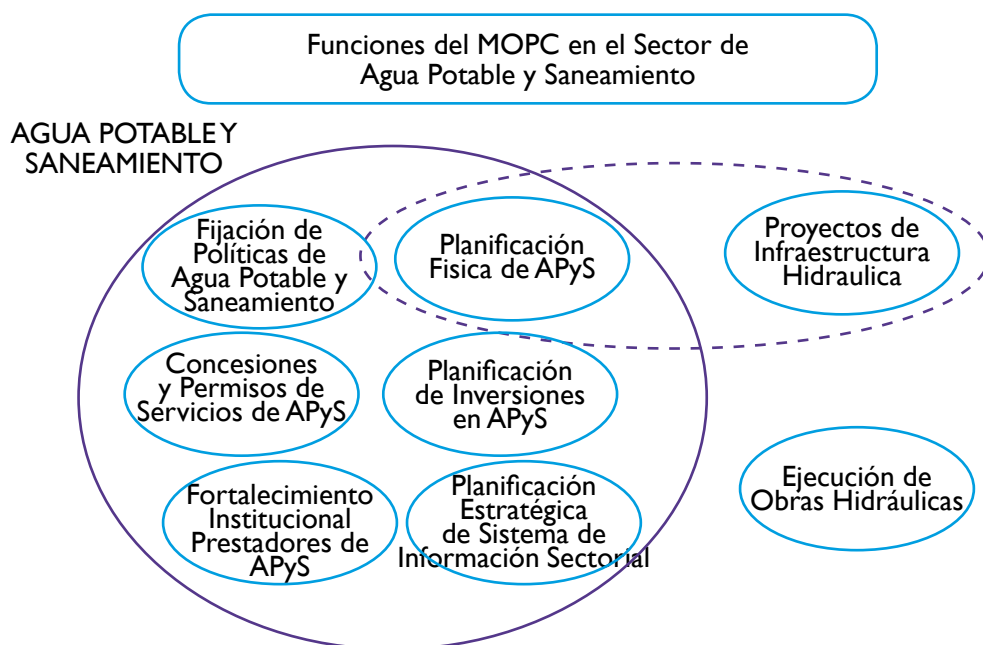 Funciones del MOPC en el Sector de
Agua Potable y Saneamiento
AGUA POTABLE Y
SANEAMIENTO
Fijación de
Políticas de
Agua Potable y
Saneamiento
Planificación
Fisica de APyS
Proyectos de
Infraestructura
Hidraulica
Concesiones
y Permisos de
Servicios de APyS
Planificación
de Inversiones
en APyS
Fortalecimiento
Institucional
Prestadores de
APyS
Planificación
Estratégica
de Sistema de
Información Sectorial
Ejecución de
Obras Hidráulicas